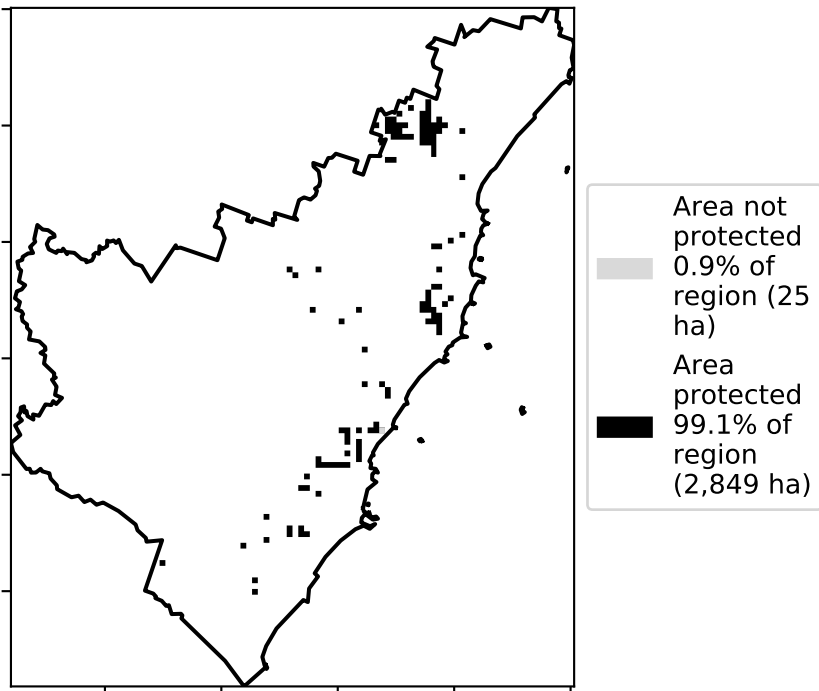 Area not
protected
0.9% of
region (25
ha)
Area
protected
99.1% of
region
(2,849 ha)